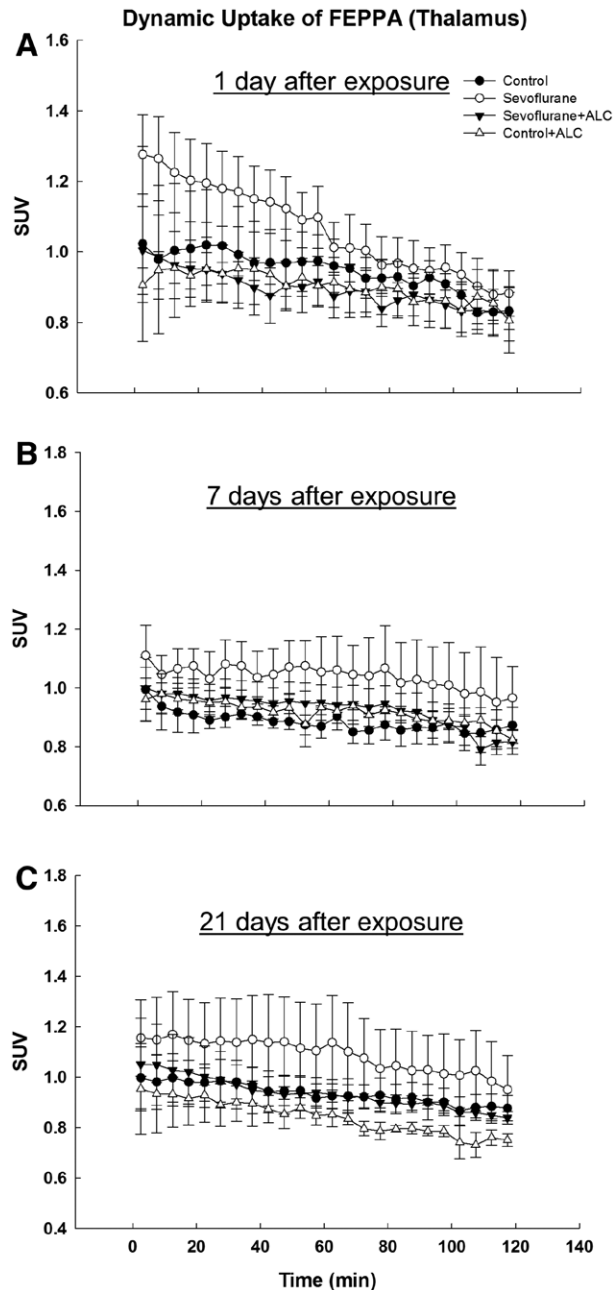 Dynamic Uptake of FEPPA (Thalamus)
A
1 day after exposure
Control
Sevoflurane
Sevoflurane+ALC
Control+ALC
SUV
1.6
1.4
1.2
1.0
0.8
0.6
B
7 days after exposure
SUV
1.8
1.6
1.4
1.2
1.0
0.8
0.6
C
21 days after exposure
SUV
1.8
1.6
1.4
1.2
1.0
0.8
0.6
0.4
0 20 40 60 80 100 120 140
Time (min)